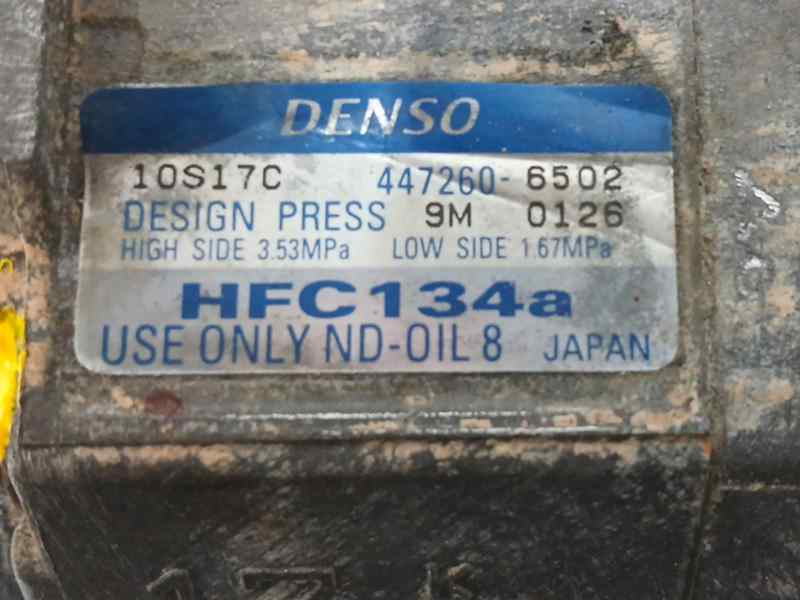 DENSO
10S17C 447260-6502
DESIGN PRESS 9M 0126
HIGH SIDE 3.53MPa LOW SIDE 1.67MPa
HFC134a
USE ONLY ND-OIL 8 JAPAN